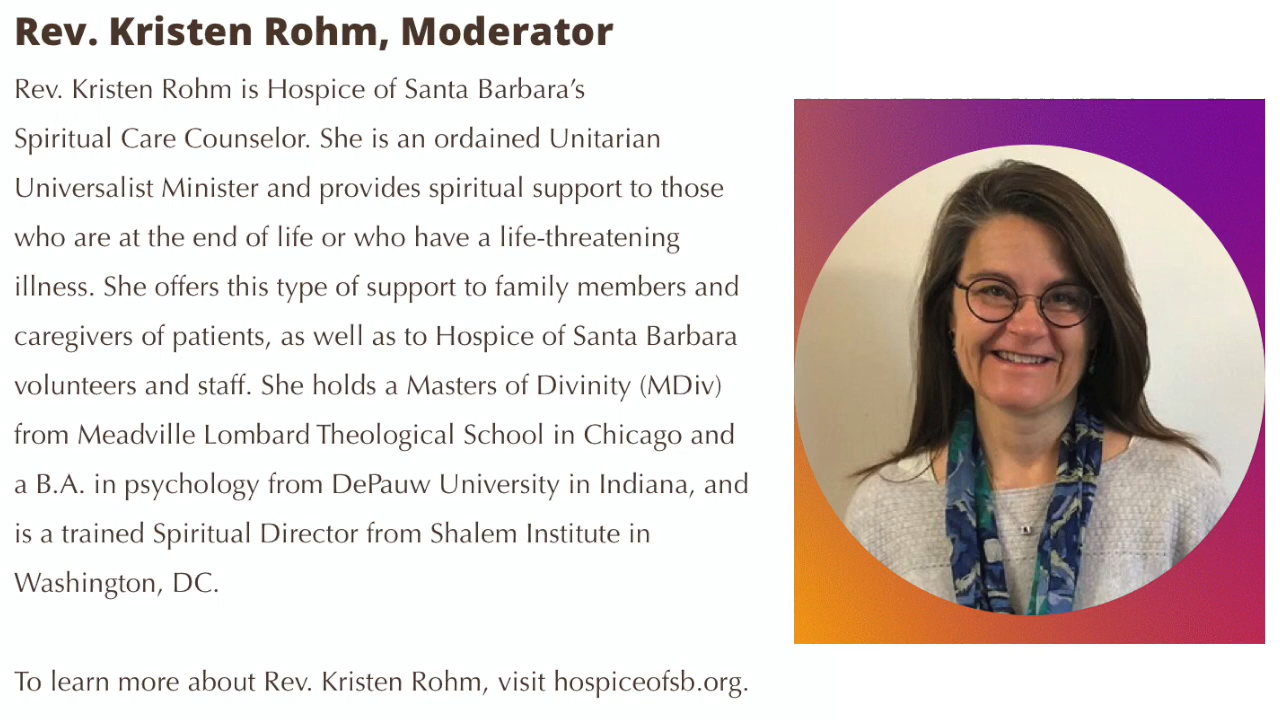 Rev. Kristen Rohm, Moderator
Rev. Kristen Rohm is Hospice of Santa Barbara’s
Spiritual Care Counselor. She is an ordained Unitarian
Universalist Minister and provides spiritual support to those
who are at the end of life or who have a life-threatening
illness. She offers this type of support to family members and
caregivers of patients, as well as to Hospice of Santa Barbara
volunteers and staff. She holds a Masters of Divinity (MDiv)
from Meadville Lombard Theological School in Chicago and
a B.A. in psychology from DePauw University in Indiana, and
is a trained Spiritual Director from Shalem Institute in
Washington, DC.
To learn more about Rev. Kristen Rohm, visit hospiceofsb.org.